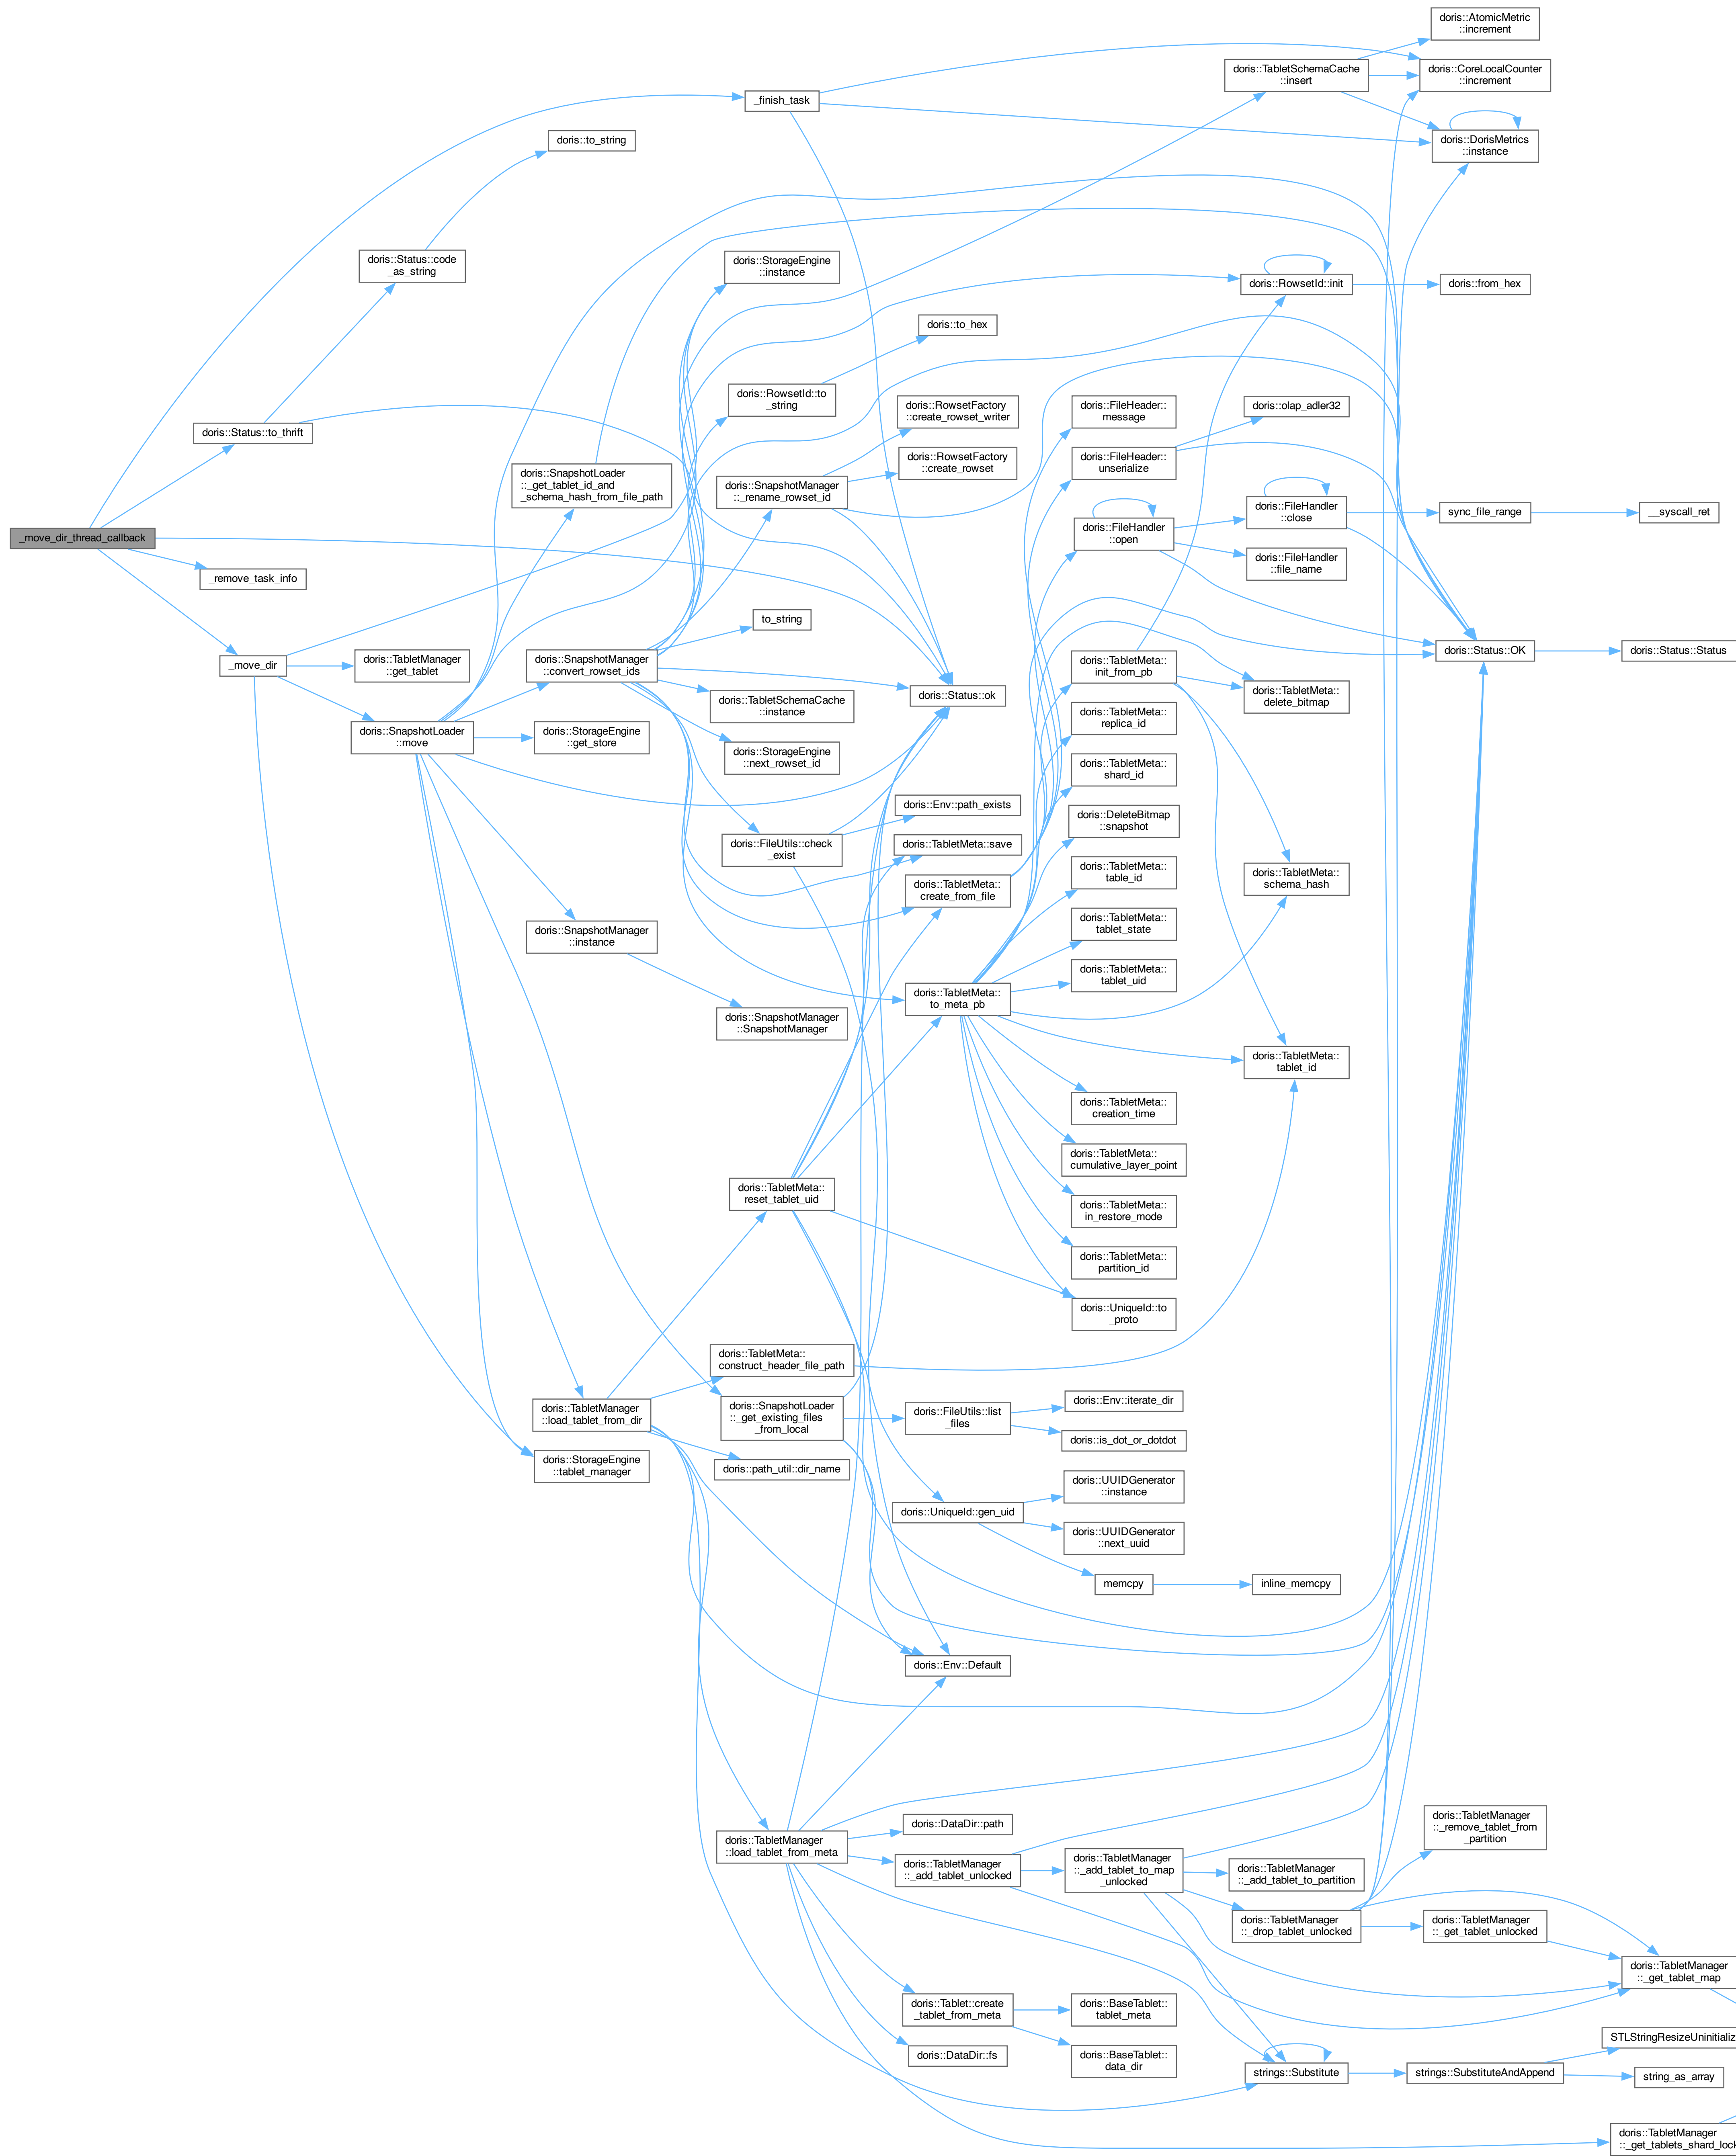 doris::AtomicMetric
::increment
doris::TabletSchemaCache
::insert
doris::CoreLocalCounter
::increment
_finish_task
doris::to_string
doris::DorisMetrics
::instance
doris::Status::code
_as_string
doris::StorageEngine
::instance
doris::RowsetId::init
doris::from_hex
doris::to_hex
doris::RowsetId::to
_string
doris::RowsetFactory
::create_rowset_writer
doris::FileHeader::
message
doris::olap_adler32
doris::Status::to_thrift
doris::RowsetFactory
::create_rowset
doris::FileHeader::
unserialize
doris::SnapshotLoader
::_get_tablet_id_and
_schema_hash_from_file_path
doris::SnapshotManager
::_rename_rowset_id
doris::FileHandler
::close
sync_file_range
__syscall_ret
doris::FileHandler
::open
_move_dir_thread_callback
doris::FileHandler
::file_name
_remove_task_info
to_string
doris::Status::OK
doris::Status::Status
_move_dir
doris::TabletManager
::get_tablet
doris::SnapshotManager
::convert_rowset_ids
doris::TabletMeta::
init_from_pb
doris::Status::ok
doris::TabletMeta::
delete_bitmap
doris::TabletSchemaCache
::instance
doris::TabletMeta::
replica_id
doris::SnapshotLoader
::move
doris::StorageEngine
::get_store
doris::StorageEngine
::next_rowset_id
doris::TabletMeta::
shard_id
doris::Env::path_exists
doris::DeleteBitmap
::snapshot
doris::FileUtils::check
_exist
doris::TabletMeta::save
doris::TabletMeta::
table_id
doris::TabletMeta::
schema_hash
doris::TabletMeta::
create_from_file
doris::TabletMeta::
tablet_state
doris::SnapshotManager
::instance
doris::TabletMeta::
tablet_uid
doris::TabletMeta::
to_meta_pb
doris::SnapshotManager
::SnapshotManager
doris::TabletMeta::
tablet_id
doris::TabletMeta::
creation_time
doris::TabletMeta::
cumulative_layer_point
doris::TabletMeta::
reset_tablet_uid
doris::TabletMeta::
in_restore_mode
doris::TabletMeta::
partition_id
doris::UniqueId::to
_proto
doris::TabletMeta::
construct_header_file_path
doris::TabletManager
::load_tablet_from_dir
doris::SnapshotLoader
::_get_existing_files
_from_local
doris::FileUtils::list
_files
doris::Env::iterate_dir
doris::is_dot_or_dotdot
doris::StorageEngine
::tablet_manager
doris::path_util::dir_name
doris::UUIDGenerator
::instance
doris::UniqueId::gen_uid
doris::UUIDGenerator
::next_uuid
memcpy
inline_memcpy
doris::Env::Default
doris::TabletManager
::load_tablet_from_meta
doris::DataDir::path
doris::TabletManager
::_remove_tablet_from
_partition
doris::TabletManager
::_add_tablet_unlocked
doris::TabletManager
::_add_tablet_to_map
_unlocked
doris::TabletManager
::_add_tablet_to_partition
doris::TabletManager
::_drop_tablet_unlocked
doris::TabletManager
::_get_tablet_unlocked
doris::TabletManager
::_get_tablet_map
doris::Tablet::create
_tablet_from_meta
doris::BaseTablet::
tablet_meta
doris::DataDir::fs
doris::BaseTablet::
data_dir
STLStringResizeUninitializ
strings::Substitute
strings::SubstituteAndAppend
string_as_array
doris::TabletManager
::_get_tablets_shard_lock